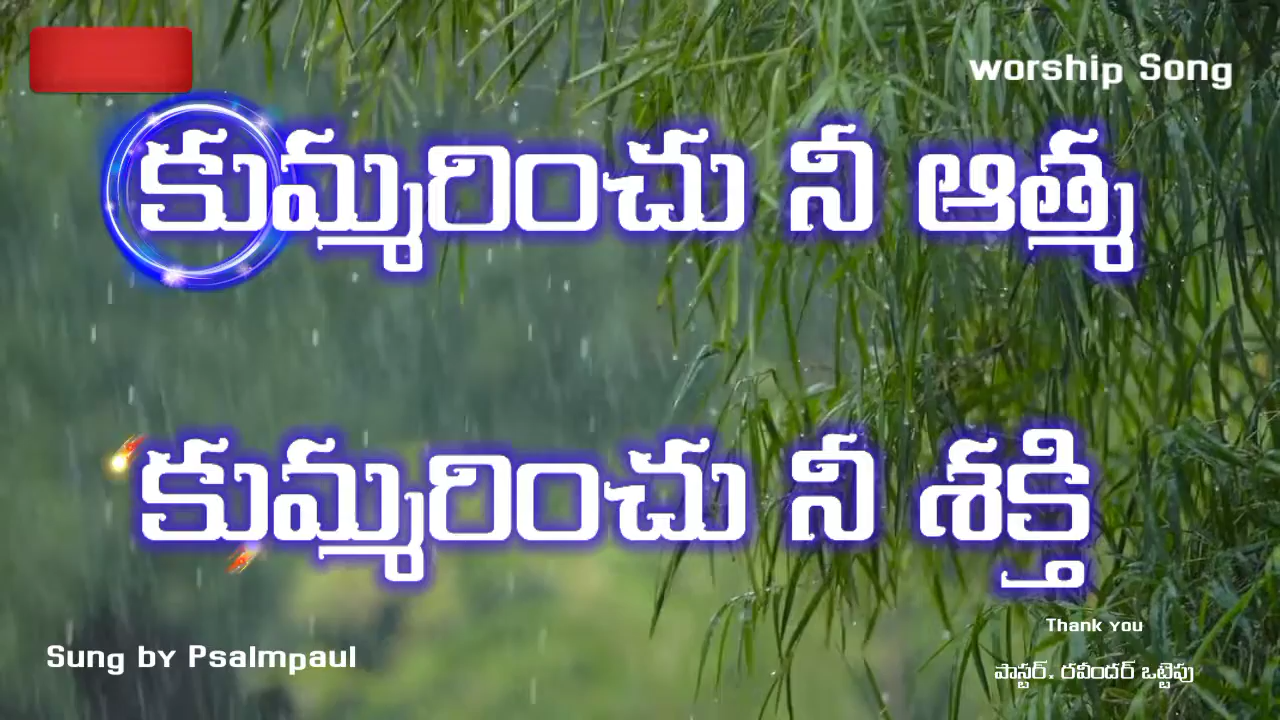 worship Song
కుమ్మరించు నీ ఆత్మ
కుమ్మరించు నీ శక్తి
Thank you
Sung by Psalmpaul
పాస్టర్. రవీందర్ ఒట్టెపు